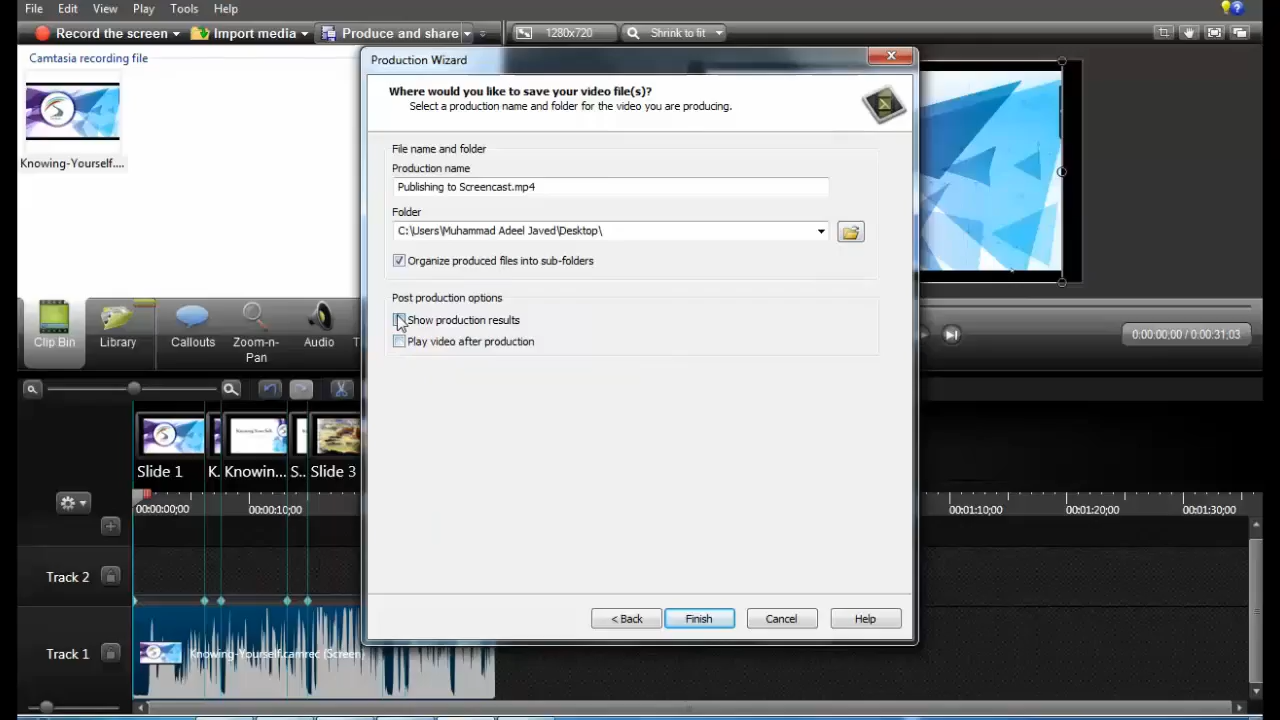 File Edit View Play Tools Help
Record the screen Import media Produce and share 1280x720 Shrink to fit
Camtasia recording file
Knowing-Yourself....
Production Wizard
Where would you like to save your video file(s)?
Select a production name and folder for the video you are producing.
File name and folder
Production name
Publishing to Screencast.mp4
Folder
C:\Users\Muhammad Adeel Javed\Desktop\
Organize produced files into sub-folders
Post production options
Show production results
Play video after production
Clip Bin Library Callouts Zoom-n-Pan Audio T
0:00:00;00 / 0:00:31;03
Slide 1 K. Knowin... S.. Slide 3
00:00:00;00 00:00:10;00 00:01:10;00 00:01:20;00 00:01:30;00
Track 2
Track 1
Knowing-Yourself.camrec (Screen)
< Back Finish Cancel Help